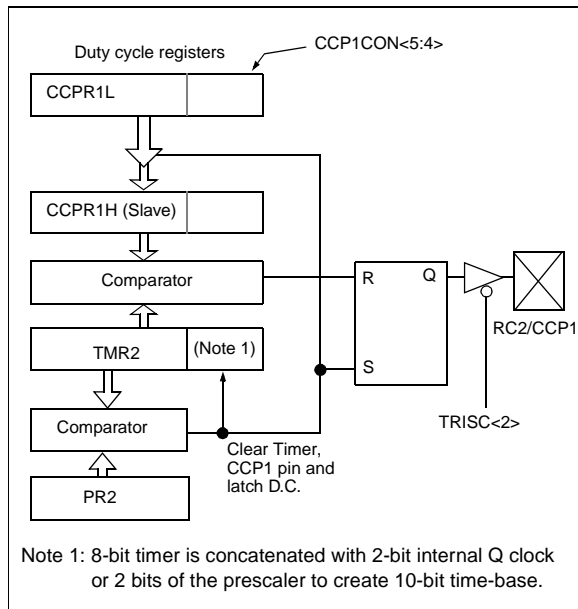 Duty cycle registers
CCP1CON<5:4>
CCPR1L
CCPR1H (Slave)
Comparator
R
Q
RC2/CCP1
TMR2
(Note 1)
S
TRISC<2>
Comparator
Clear Timer,
CCP1 pin and
latch D.C.
PR2
Note 1: 8-bit timer is concatenated with 2-bit internal Q clock
or 2 bits of the prescaler to create 10-bit time-base.